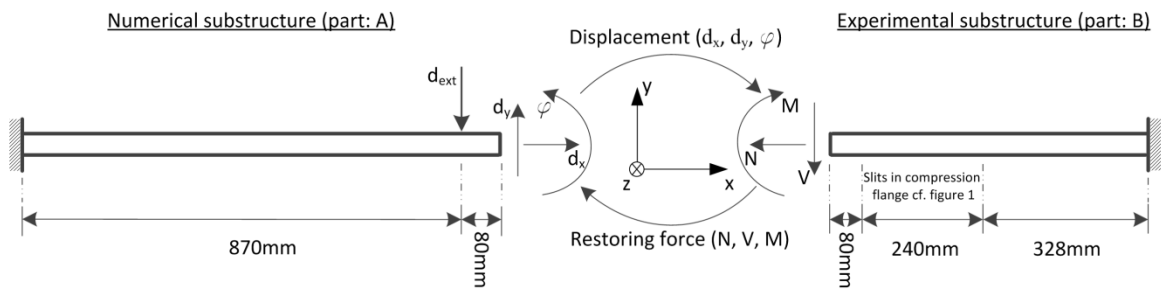 Numerical substructure (part: A)
Experimental substructure (part: B)
Displacement (dx, dy, φ)
dext
dy
φ
dx
y
z
x
M
N
V
Slits in compression
flange cf. figure 1
Restoring force (N, V, M)
870mm
80mm
80mm
240mm
328mm